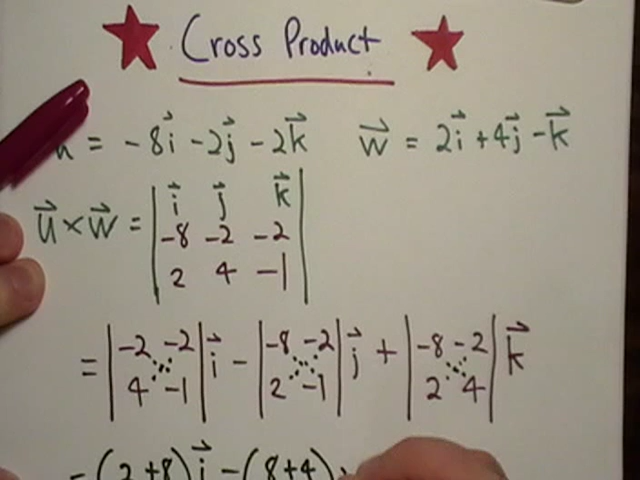 Cross Product
= -8i⃗ -2j⃗ -2k⃗ w⃗ = 2i⃗ +4j⃗ -k⃗
u⃗ × w⃗ = | i⃗ j⃗ k⃗ |
| -8 -2 -2 |
| 2 4 -1 |
= | -2 -2 | i⃗ - | -8 -2 | j⃗ + | -8 -2 | k⃗
| 4 -1 | | 2 -1 | | 2 4 |
= (2+8) i⃗ - (8+4)